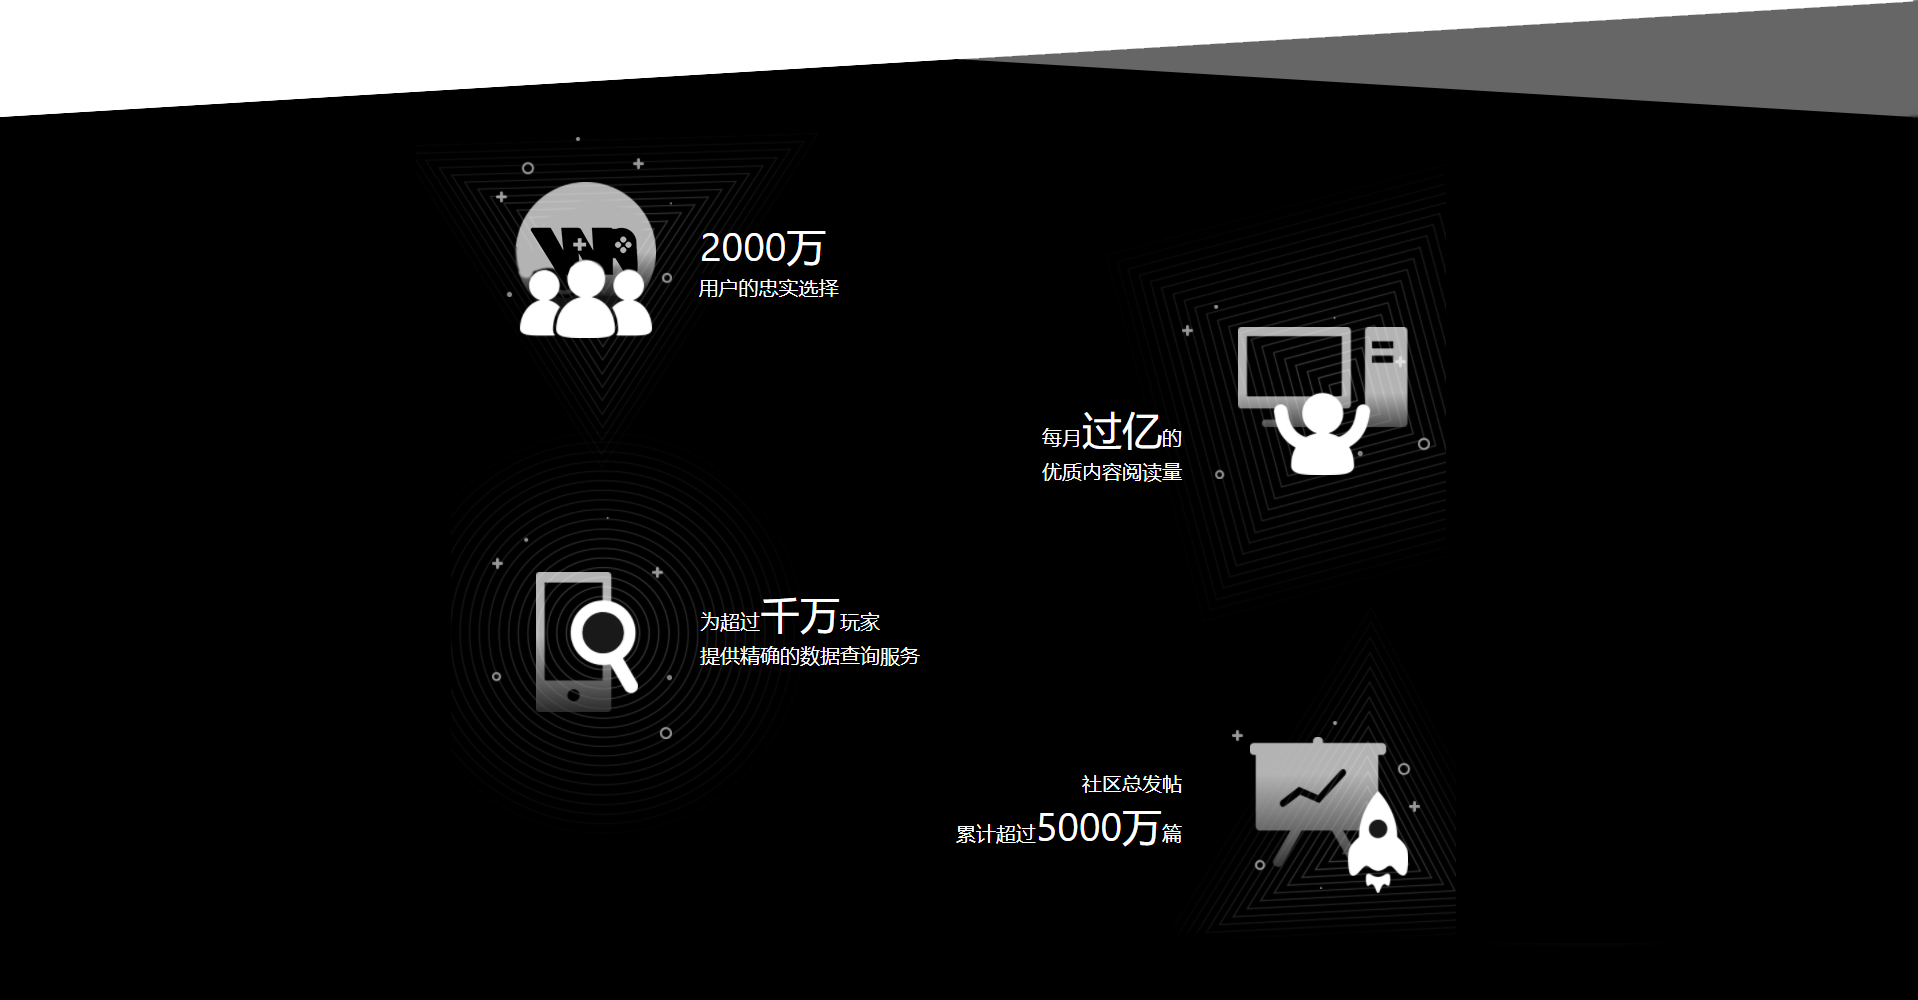 2000万
用户的忠实选择
每月过亿的
优质内容阅读量
为超过千万玩家
提供精确的数据查询服务
社区总发帖
累计超过5000万篇